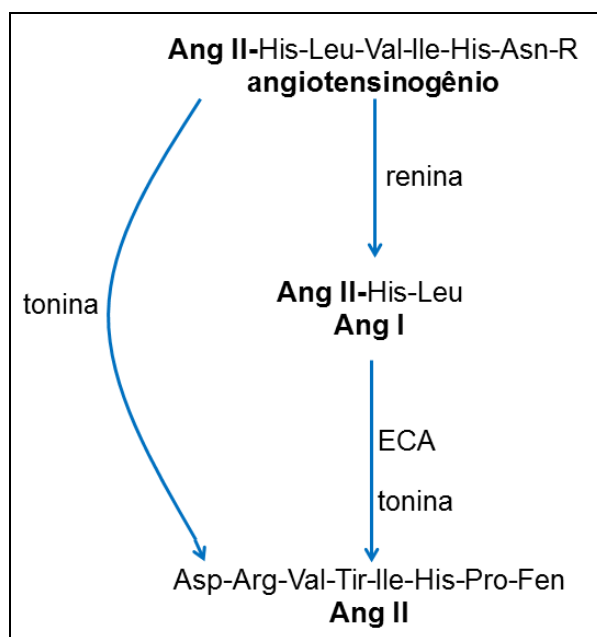 Ang II-His-Leu-Val-Ile-His-Asn-R
angiotensinogênio
renina
tonina
Ang II-His-Leu
Ang I
ECA
tonina
Asp-Arg-Val-Tir-Ile-His-Pro-Fen
Ang II